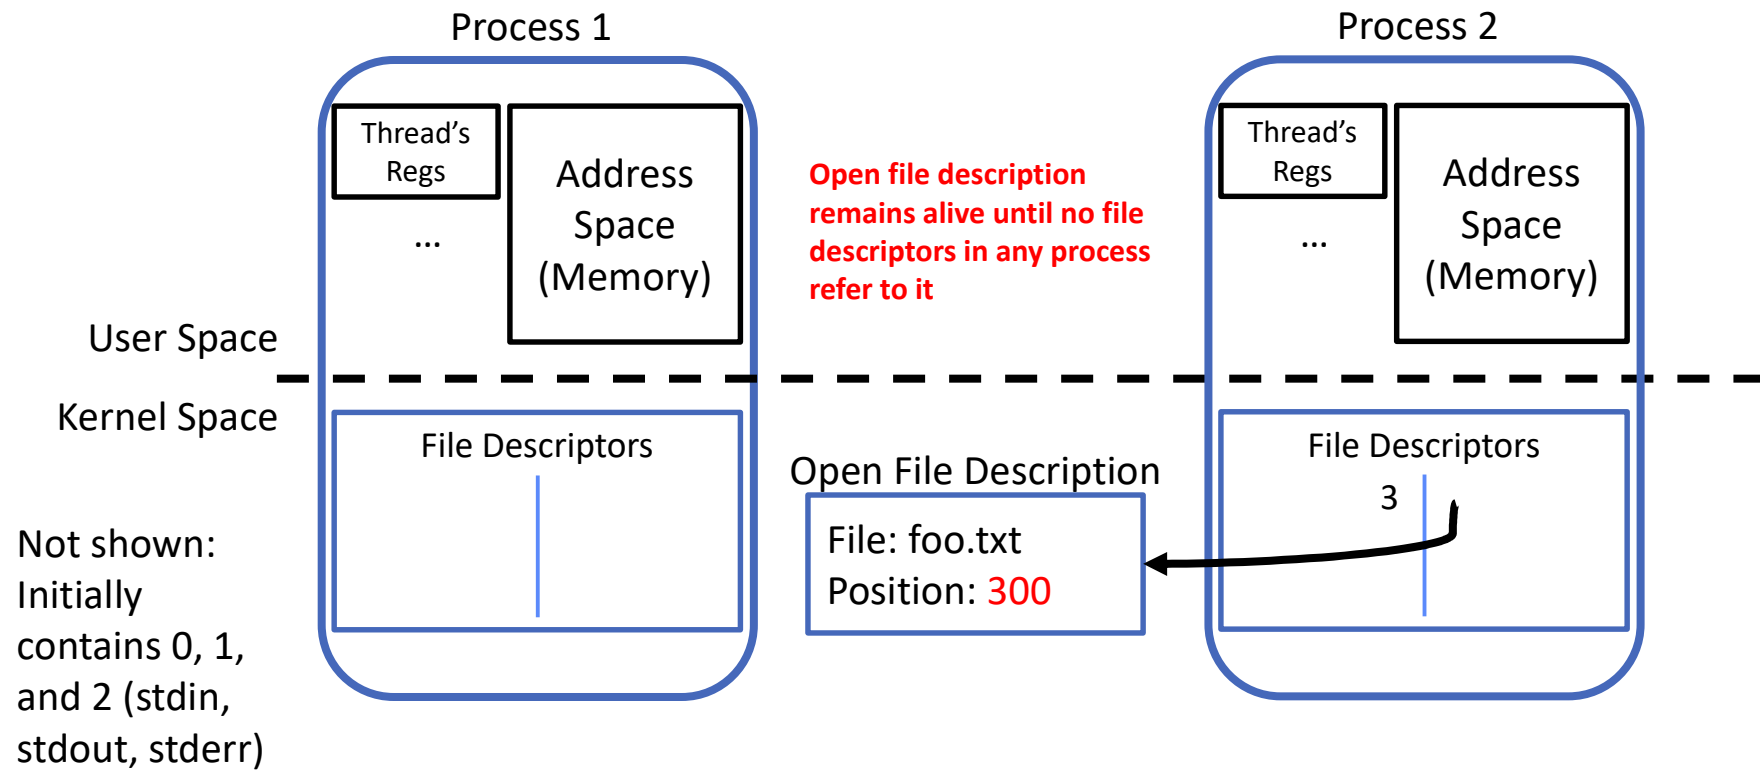 Process 1
Process 2
Thread's
Regs
...
Address
Space
(Memory)
Open file description
remains alive until no file
descriptors in any process
refer to it
Thread's
Regs
...
Address
Space
(Memory)
User Space
Kernel Space
File Descriptors
Open File Description
File: foo.txt
Position: 300
File Descriptors
3
Not shown:
Initially
contains 0, 1,
and 2 (stdin,
stdout, stderr)